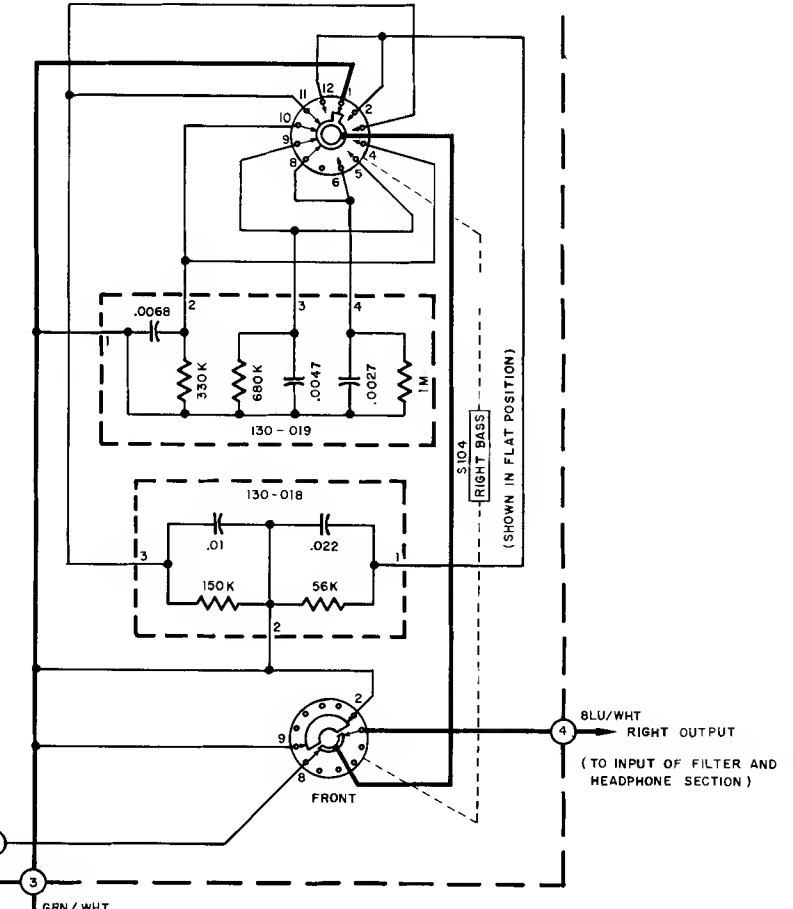 11
12
1
2
10
9
8
4
6
5
2
3
4
.0068
1
330K
680K
.0047
.0027
1M
130-019
S104
RIGHT BASS
(SHOWN IN FLAT POSITION)
130-018
.01
.022
3
1
150K
56K
2
2
9
8
FRONT
4
BLU/WHT
RIGHT OUTPUT
(TO INPUT OF FILTER AND
HEADPHONE SECTION)
3
GRN/WHT